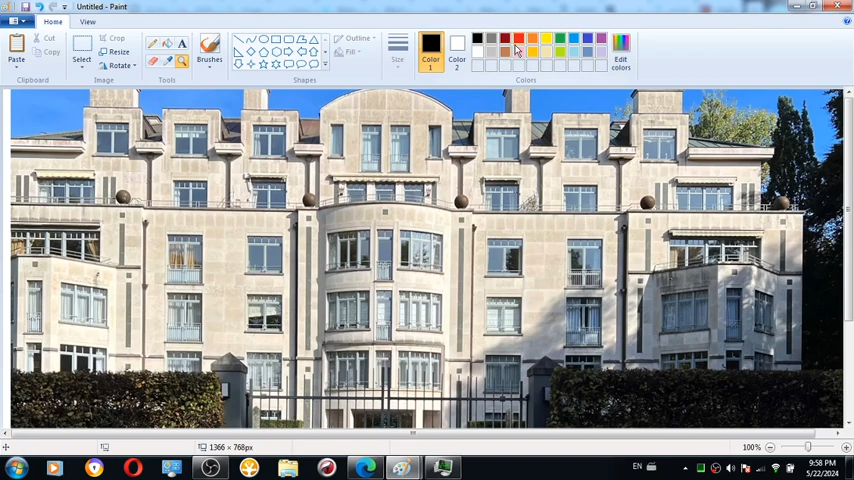 Untitled - Paint
Home
View
Paste
Cut
Copy
Clipboard
Select
Crop
Resize
Rotate
Image
Tools
Brushes
Shapes
Outline
Fill
Size
Color
1
Color
2
Colors
Edit
colors
1366 × 768px
100%
EN
9:58 PM
5/22/2024